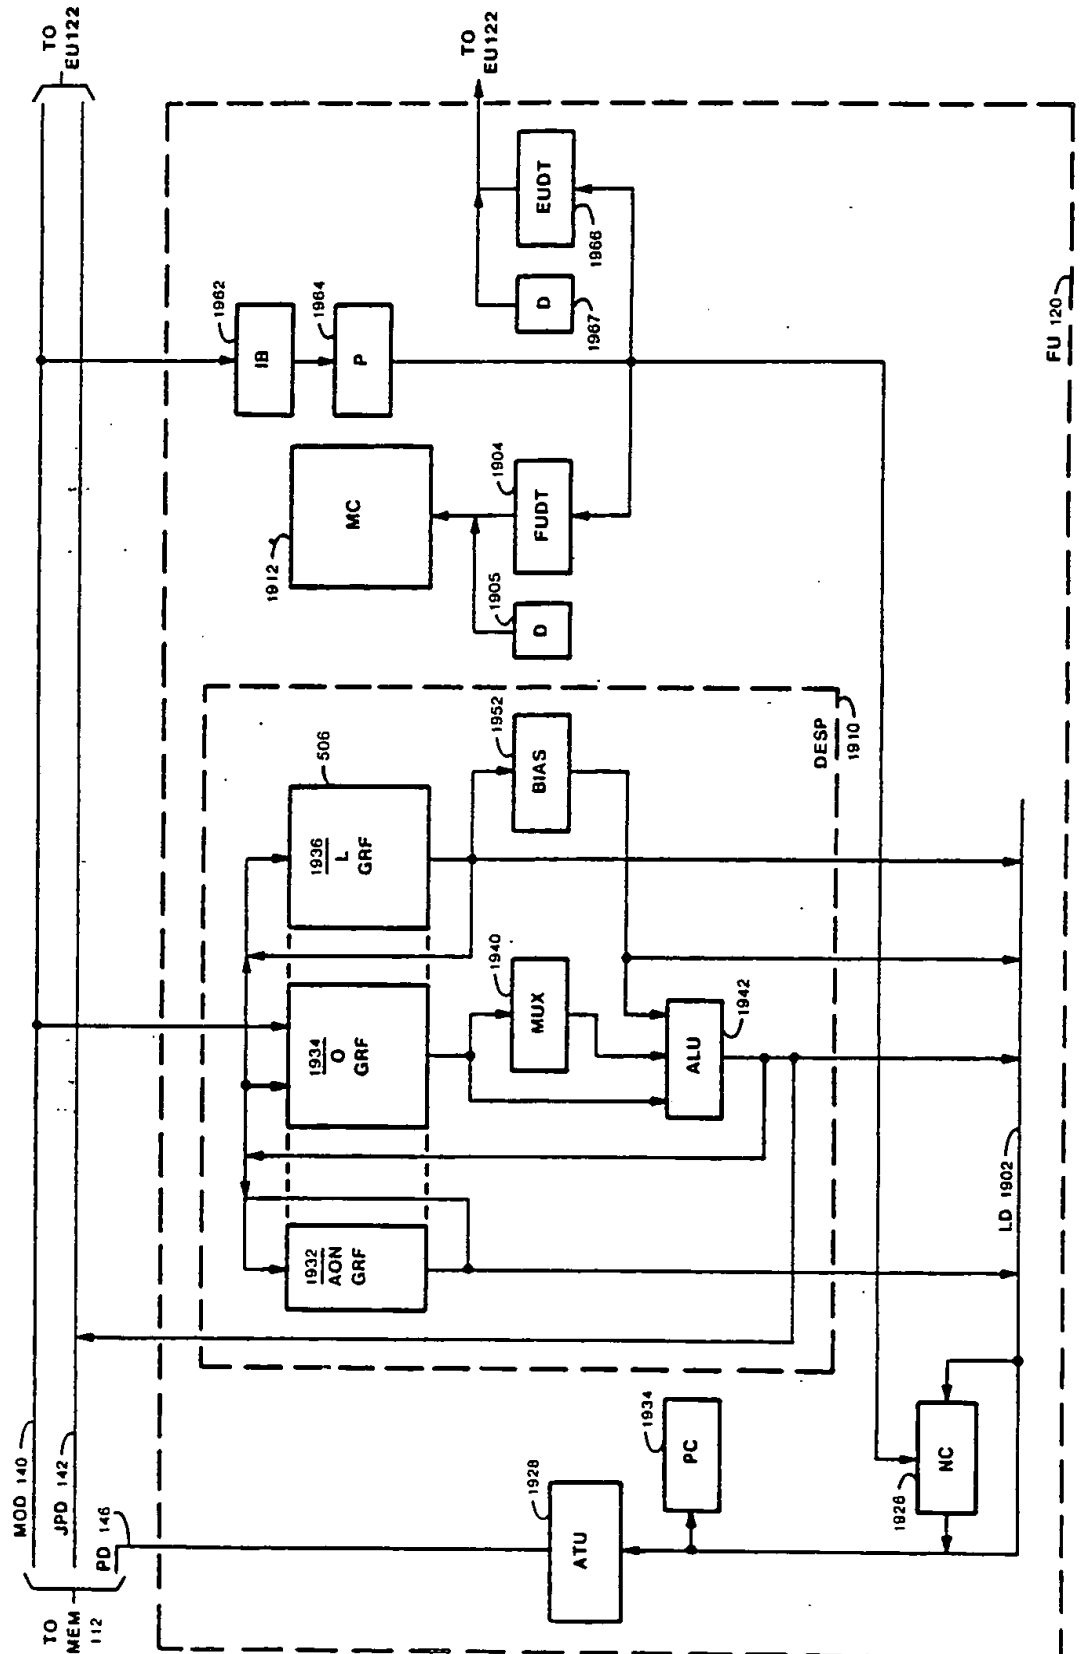 TO
EU122
TO
EU122
MOD 140
JPD 142
PD 146
TO
MEM
112
1962
IB
1964
P
EUDT
1966
D
1967
MC
1912
1904
FUDT
1905
D
FU 120
506
1936
L
GRF
1952
BIAS
DESP
1910
1934
O
GRF
1940
MUX
ALU
1942
1932
AON
GRF
LD 1902
1934
PC
1928
ATU
1926
NC